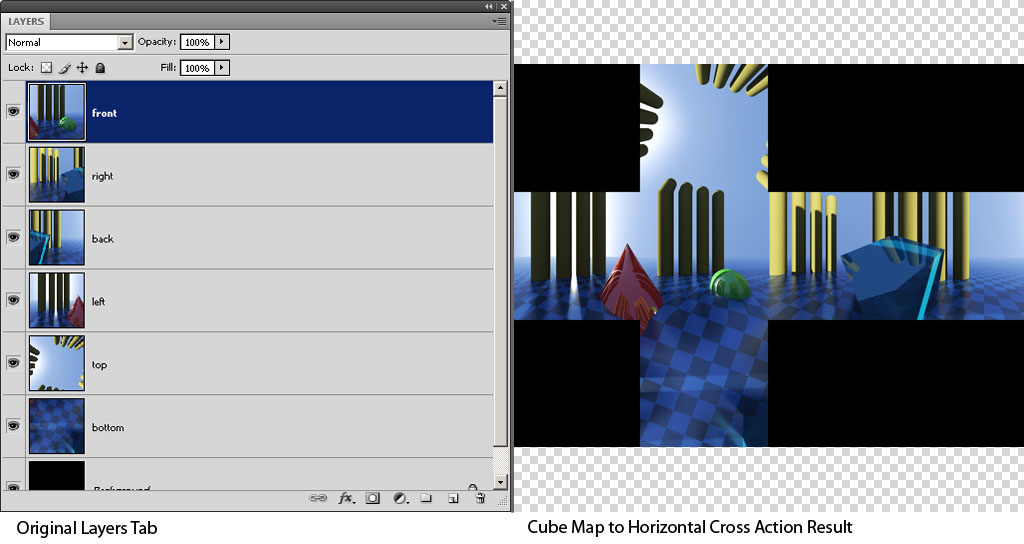 LAYERS
Normal
Opacity: 100%
Lock:
Fill: 100%
front
right
back
left
top
bottom
Background
fx.
Original Layers Tab
Cube Map to Horizontal Cross Action Result